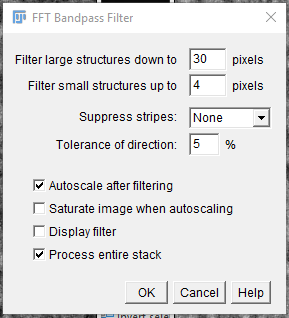 FFT Bandpass Filter
Filter large structures down to 30 pixels
Filter small structures up to 4 pixels
Suppress stripes: None
Tolerance of direction: 5 %
Autoscale after filtering
Saturate image when autoscaling
Display filter
Process entire stack
OK Cancel Help